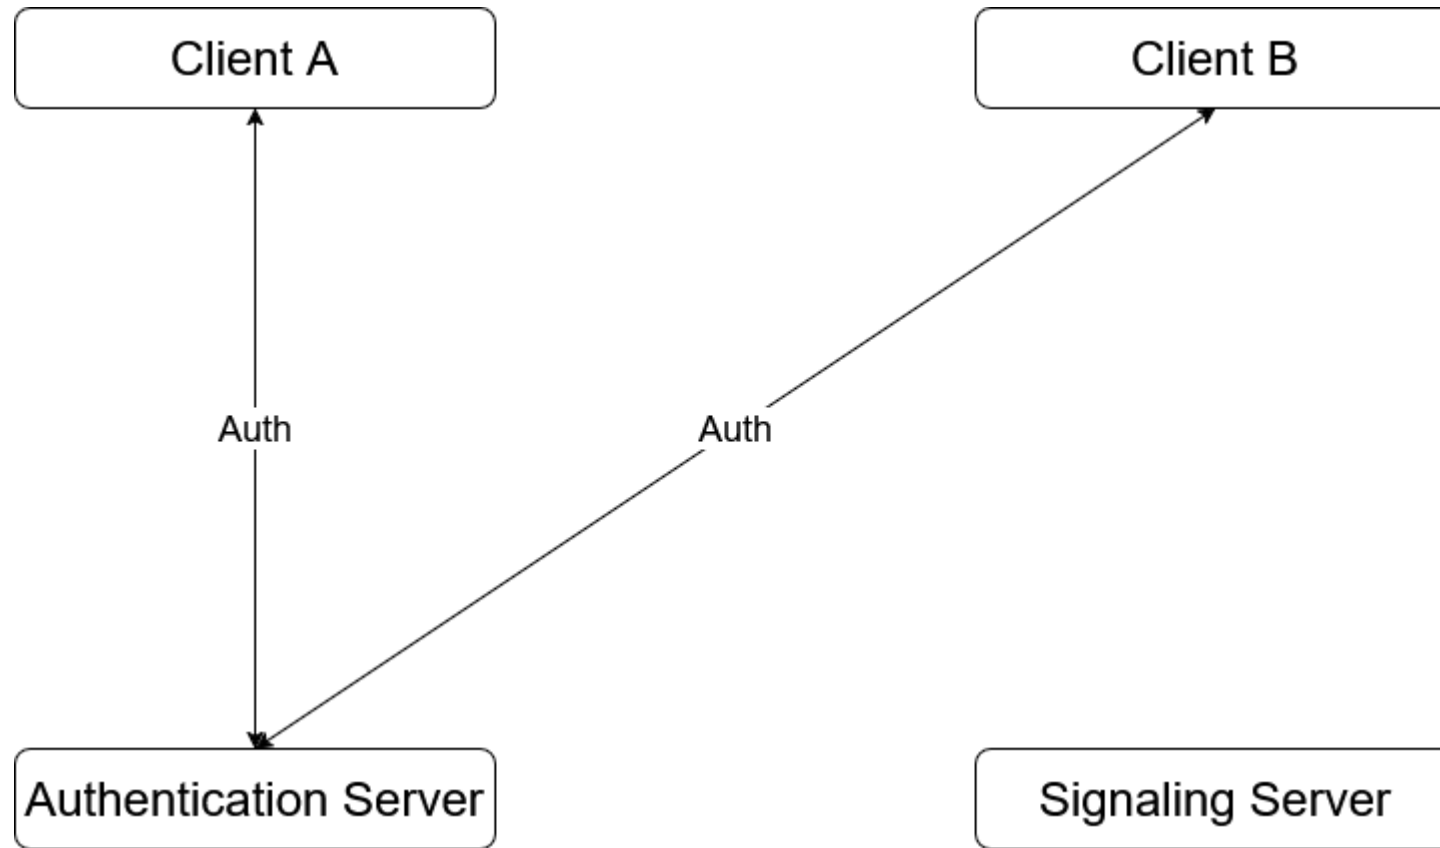 Client A
Client B
Auth
Auth
Authentication Server
Signaling Server